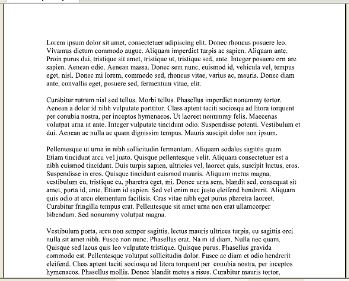 Lorem ipsum dolor sit amet, consectetuer adipiscing elit. Donec rhoncus posuere leo.
Vivamus dictum commodo augue. Aliquam imperdiet turpis ac sapien. Aliquam ante.
Proin purus dui, tristique sit amet, tristique ut, tristique sed, ante. Integer posuere sem nec
sapien. Aenean odio. Aenean massa. Donec sem nunc, euismod id, vehicula vel, tempus
eget, nisl. Donec mi lorem, commodo sed, rhoncus vitae, varius ac, mauris. Donec diam
ante, convallis eget, posuere sed, fermentum vitae, elit.
Curabitur rutrum nisl sed tellus. Morbi tellus. Phasellus imperdiet nonummy tortor.
Aenean a dolor id nibh vulputate porttitor. Class aptent taciti sociosqu ad litora torquent
per conubia nostra, per inceptos hymenaeos. Ut laoreet nonummy felis. Maecenas
volutpat urna in ante. Integer vulputate tincidunt odio. Suspendisse potenti. Vestibulum et
dui. Aenean ac nulla ac quam dignissim tempus. Mauris suscipit dolor non ipsum.
Pellentesque ut urna in nibh sollicitudin fermentum. Aliquam sodales sagittis quam.
Etiam tincidunt arcu vel justo. Quisque pellentesque velit. Aliquam consectetuer est a
nibh euismod tincidunt. Duis turpis sapien, ultricies vel, laoreet quis, suscipit luctus, eros.
Suspendisse in eros. Quisque tincidunt euismod mauris. Aliquam metus magna,
vestibulum eu, tristique eu, pharetra eget, mi. Donec urna sem, blandit sed, consequat sit
amet, porta id, ante. Etiam id sapien. Sed vel enim nec justo eleifend hendrerit. Aliquam
quis odio at arcu elementum facilisis. Cras vitae nibh eget purus pharetra laoreet.
Curabitur fringilla tempus erat. Pellentesque sit amet urna non erat ullamcorper
bibendum. Sed nonummy volutpat magna.
Vestibulum porta, arcu non semper sagittis, lectus mauris ultrices turpis, eu sagittis orci
nulla sit amet nibh. Fusce non nunc. Phasellus erat. Nam id diam. Nulla nec quam.
Quisque sed lacus quis leo vulputate tristique. Quisque purus. Phasellus gravida
commodo est. Pellentesque volutpat sollicitudin dolor. Fusce ac diam ut odio hendrerit
eleifend. Class aptent taciti sociosqu ad litora torquent per conubia nostra, per inceptos
hymenaeos. Phasellus mollis. Donec blandit metus a risus. Curabitur mauris tortor,